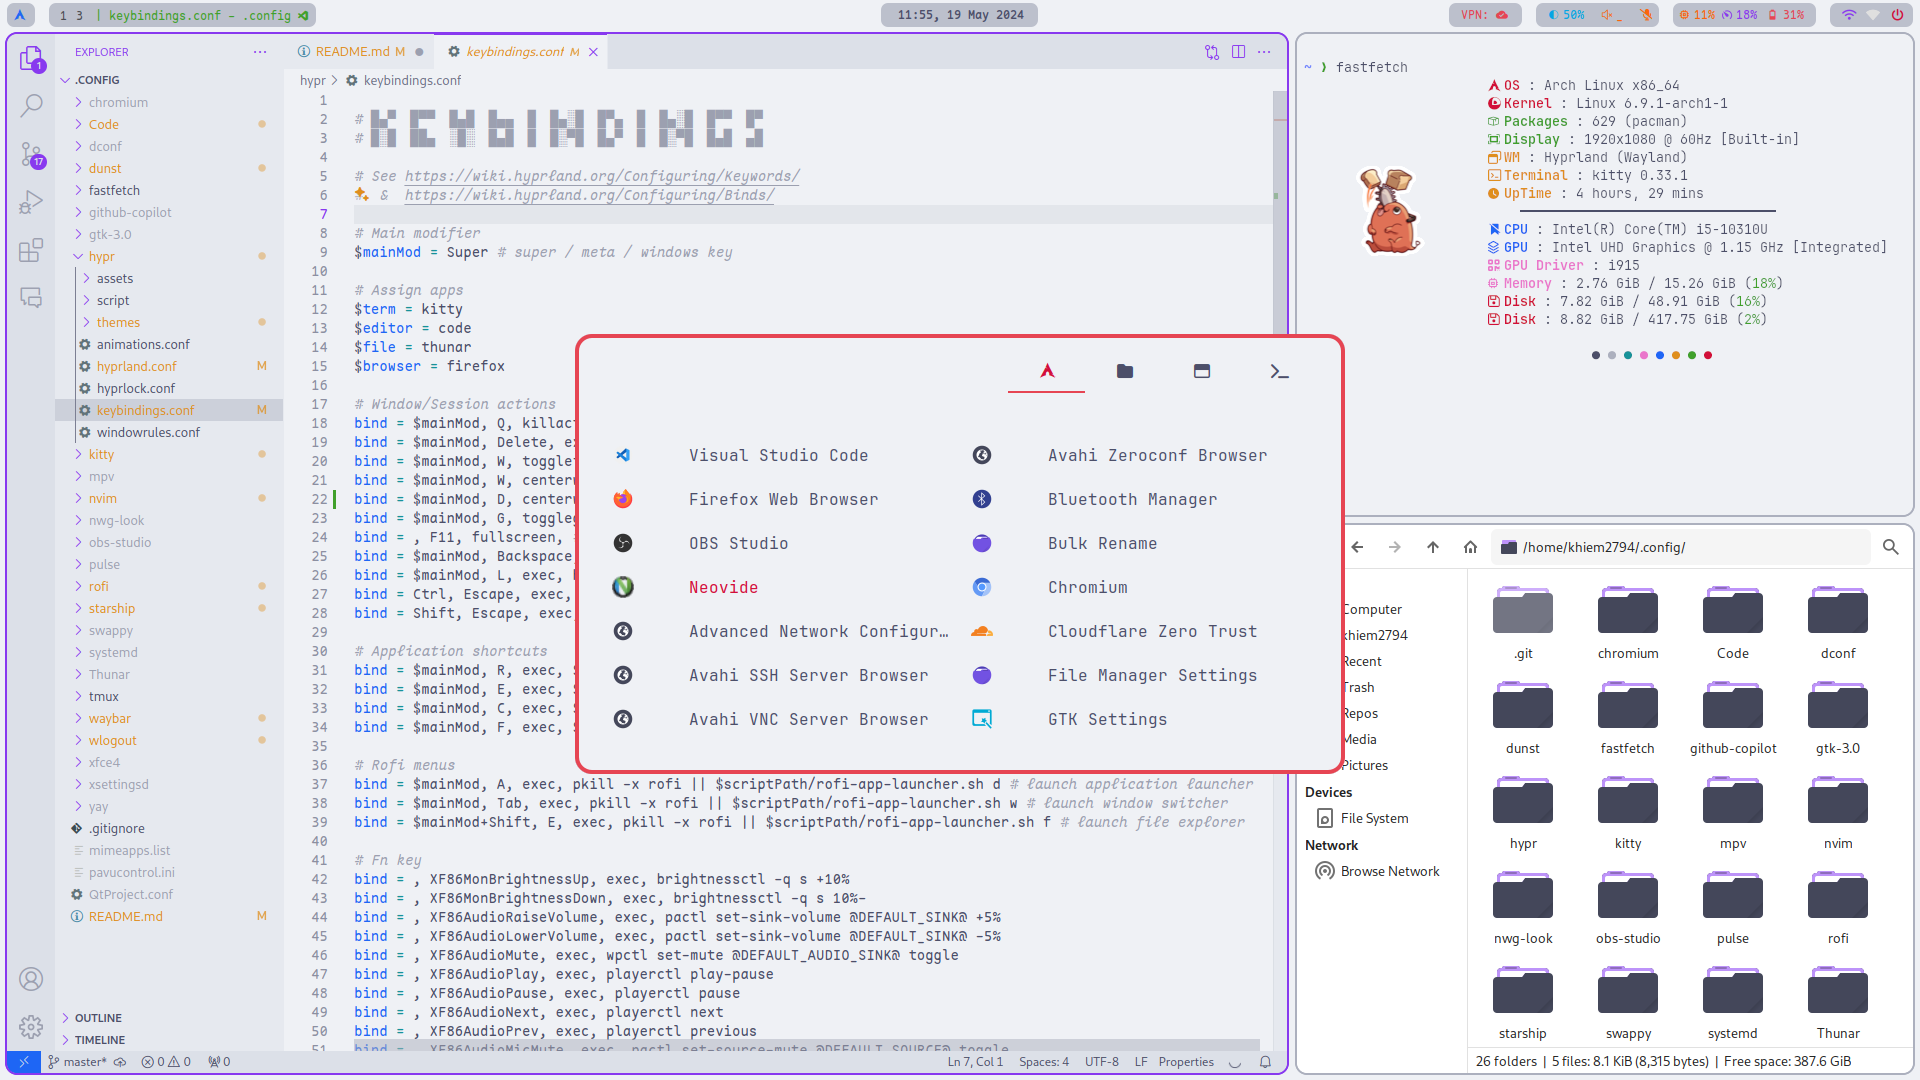 1 3 | keybindings.conf - .config
11:55, 19 May 2024
VPN:
50%
11% 18% 31%
EXPLORER
.CONFIG
chromium
Code
dconf
dunst
fastfetch
github-copilot
gtk-3.0
hypr
assets
script
themes
animations.conf
hyprland.conf M
hyprlock.conf
keybindings.conf M
windowrules.conf
kitty
mpv
nvim
nwg-look
obs-studio
pulse
rofi
starship
swappy
systemd
Thunar
tmux
waybar
wlogout
xfce4
xsettingsd
yay
.gitignore
mimeapps.list
pavucontrol.ini
QtProject.conf
README.md M
OUTLINE
TIMELINE
1
17
README.md M
keybindings.conf M
hypr > keybindings.conf
1
2 #
3 #
4
5 # See https://wiki.hyprland.org/Configuring/Keywords/
6 & https://wiki.hyprland.org/Configuring/Binds/
7
8 # Main modifier
9 $mainMod = Super # super / meta / windows key
10
11 # Assign apps
12 $term = kitty
13 $editor = code
14 $file = thunar
15 $browser = firefox
16
17 # Window/Session actions
18 bind = $mainMod, Q, killac
19 bind = $mainMod, Delete, e
20 bind = $mainMod, W, toggle
21 bind = $mainMod, W, center
22 bind = $mainMod, D, center
23 bind = $mainMod, G, toggle
24 bind = , F11, fullscreen,
25 bind = $mainMod, Backspace
26 bind = $mainMod, L, exec,
27 bind = Ctrl, Escape, exec,
28 bind = Shift, Escape, exec
29
30 # Application shortcuts
31 bind = $mainMod, R, exec,
32 bind = $mainMod, E, exec,
33 bind = $mainMod, C, exec,
34 bind = $mainMod, F, exec,
35
36 # Rofi menus
37 bind = $mainMod, A, exec, pkill -x rofi || $scriptPath/rofi-app-launcher.sh d # launch application launcher
38 bind = $mainMod, Tab, exec, pkill -x rofi || $scriptPath/rofi-app-launcher.sh w # launch window switcher
39 bind = $mainMod+Shift, E, exec, pkill -x rofi || $scriptPath/rofi-app-launcher.sh f # launch file explorer
40
41 # Fn key
42 bind = , XF86MonBrightnessUp, exec, brightnessctl -q s +10%
43 bind = , XF86MonBrightnessDown, exec, brightnessctl -q s 10%-
44 bind = , XF86AudioRaiseVolume, exec, pactl set-sink-volume @DEFAULT_SINK@ +5%
45 bind = , XF86AudioLowerVolume, exec, pactl set-sink-volume @DEFAULT_SINK@ -5%
46 bind = , XF86AudioMute, exec, wpctl set-mute @DEFAULT_AUDIO_SINK@ toggle
47 bind = , XF86AudioPlay, exec, playerctl play-pause
48 bind = , XF86AudioPause, exec, playerctl pause
49 bind = , XF86AudioNext, exec, playerctl next
50 bind = , XF86AudioPrev, exec, playerctl previous
51 bind = , XF86AudioMicMute, exec, pactl set-source-mute @DEFAULT_SOURCE@ toggle
master* 0 0 0
Ln 7, Col 1 Spaces: 4 UTF-8 LF Properties
Visual Studio Code
Firefox Web Browser
OBS Studio
Neovide
Advanced Network Configur…
Avahi SSH Server Browser
Avahi VNC Server Browser
Avahi Zeroconf Browser
Bluetooth Manager
Bulk Rename
Chromium
Cloudflare Zero Trust
File Manager Settings
GTK Settings
~ ❯ fastfetch
OS : Arch Linux x86_64
Kernel : Linux 6.9.1-arch1-1
Packages : 629 (pacman)
Display : 1920x1080 @ 60Hz [Built-in]
WM : Hyprland (Wayland)
Terminal : kitty 0.33.1
UpTime : 4 hours, 29 mins
CPU : Intel(R) Core(TM) i5-10310U
GPU : Intel UHD Graphics @ 1.15 GHz [Integrated]
GPU Driver : i915
Memory : 2.76 GiB / 15.26 GiB (18%)
Disk : 7.82 GiB / 48.91 GiB (16%)
Disk : 8.82 GiB / 417.75 GiB (2%)
/home/khiem2794/.config/
Computer
khiem2794
Recent
Trash
Repos
Media
Pictures
Devices
File System
Network
Browse Network
.git chromium Code dconf
dunst fastfetch github-copilot gtk-3.0
hypr kitty mpv nvim
nwg-look obs-studio pulse rofi
starship swappy systemd Thunar
26 folders | 5 files: 8.1 KiB (8,315 bytes) | Free space: 387.6 GiB